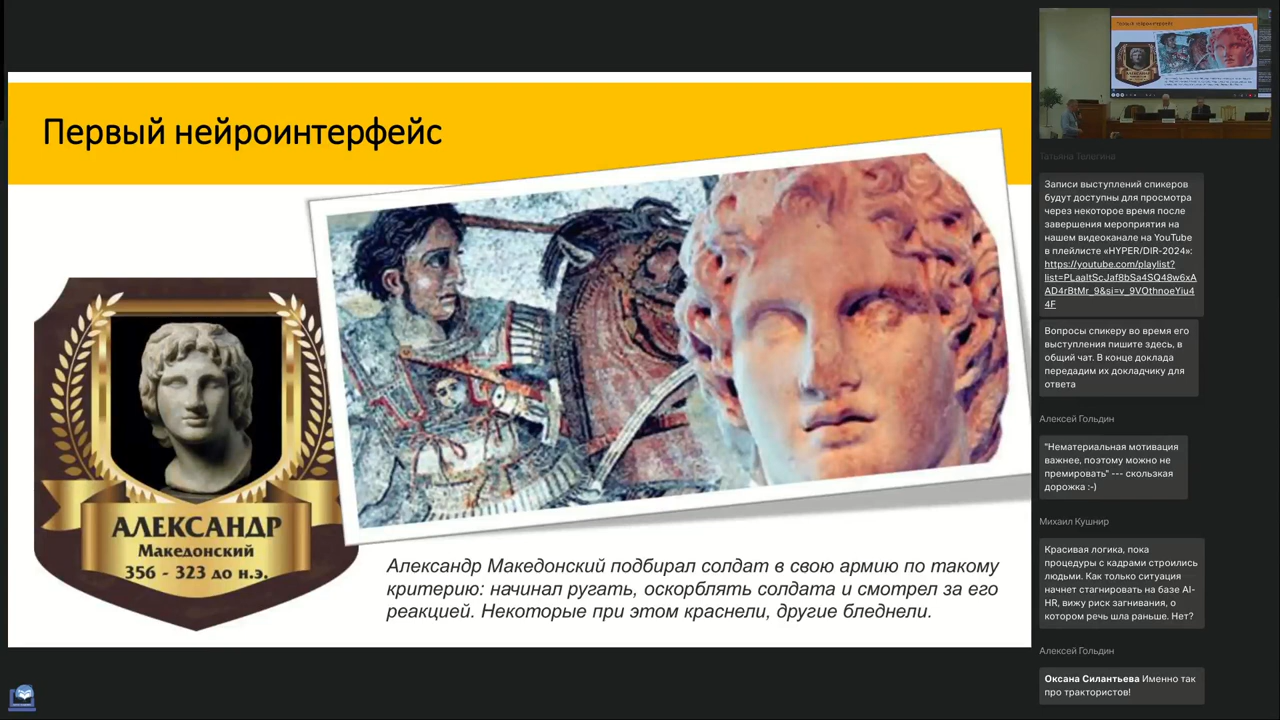 Первый нейроинтерфейс
АЛЕКСАНДР
Македонский
356 - 323 до н.э.
Александр Македонский подбирал солдат в свою армию по такому
критерию: начинал ругать, оскорблять солдата и смотрел за его
реакцией. Некоторые при этом краснели, другие бледнели.
Первый нейроинтерфейс
Татьяна Телегина
Записи выступлений спикеров
будут доступны для просмотра
через некоторое время после
завершения мероприятия на
нашем видеоканале на YouTube
в плейлисте «HYPER/DIR-2024»:
https://youtube.com/playlist?
list=PLaaItScJaf8bSa4SQ48w6xA
AD4rBtMr_9&si=v_9VOthnoeYiu4
4F
Вопросы спикеру во время его
выступления пишите здесь, в
общий чат. В конце доклада
передадим их докладчику для
ответа
Алексей Гольдин
"Нематериальная мотивация
важнее, поэтому можно не
премировать" --- скользкая
дорожка :-)
Михаил Кушнир
Красивая логика, пока
процедуры с кадрами строились
людьми. Как только ситуация
начнет стагнировать на базе AI-
HR, вижу риск загнивания, о
котором речь шла раньше. Нет?
Алексей Гольдин
Оксана Силантьева Именно так
про трактористов!